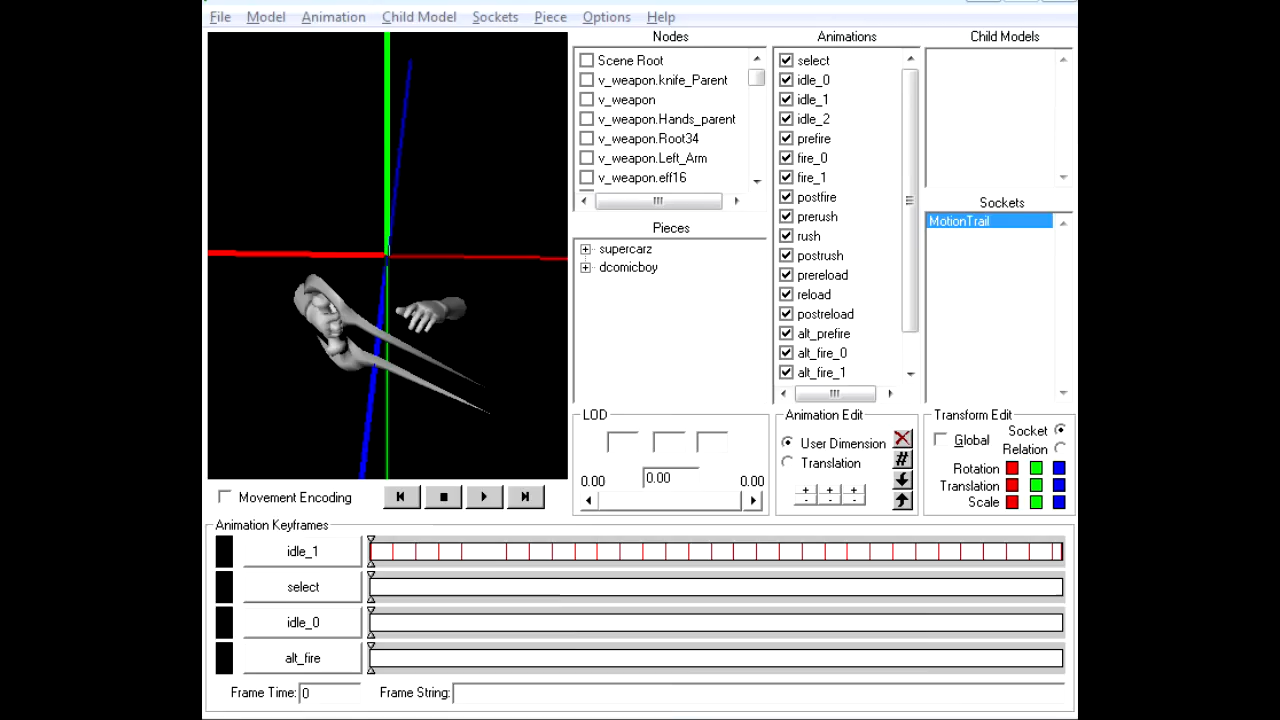 File Model Animation Child Model Sockets Piece Options Help
Nodes
Scene Root
v_weapon.knife_Parent
v_weapon
v_weapon.Hands_parent
v_weapon.Root34
v_weapon.Left_Arm
v_weapon.eff16
Pieces
supercarz
dcomicboy
Animations
select
idle_0
idle_1
idle_2
prefire
fire_0
fire_1
postfire
prerush
rush
postrush
prereload
reload
postreload
alt_prefire
alt_fire_0
alt_fire_1
Child Models
Sockets
MotionTrail
LOD
0.00 0.00 0.00
Animation Edit
User Dimension
Translation
#
+ + +
- - -
Transform Edit
Global
Socket
Relation
Rotation
Translation
Scale
Movement Encoding
Animation Keyframes
idle_1
select
idle_0
alt_fire
Frame Time: 0 Frame String: